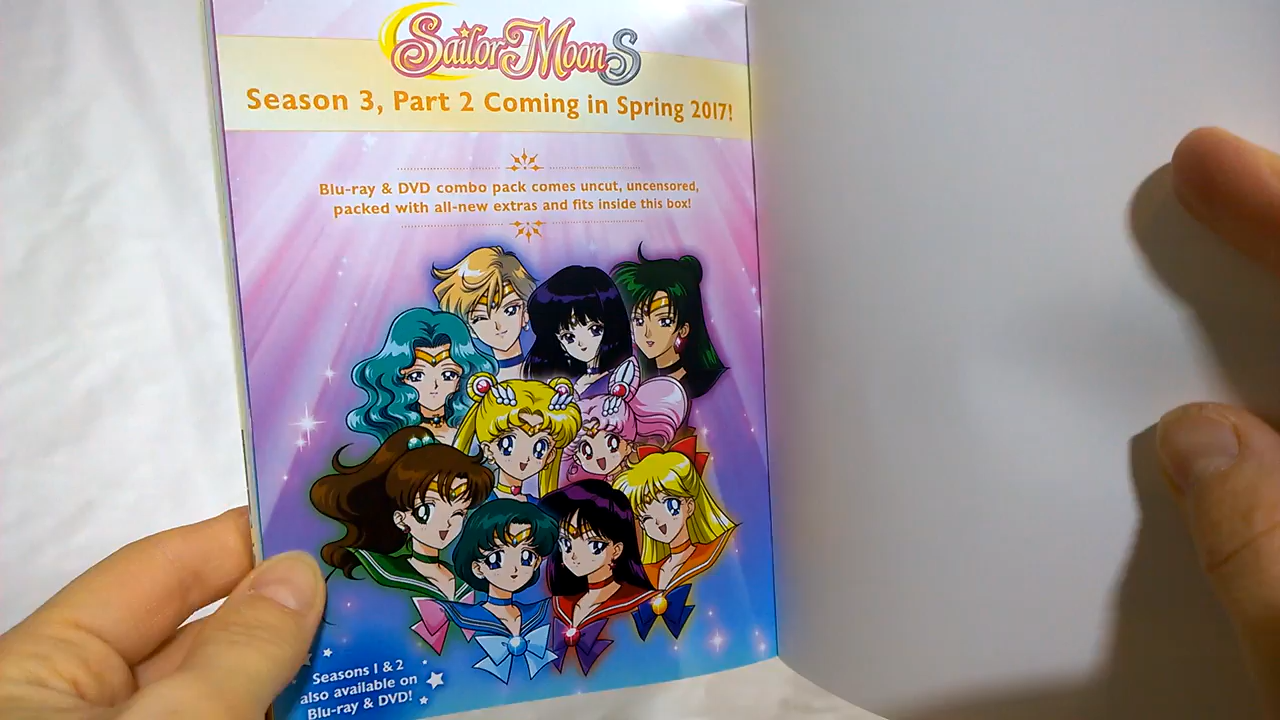 Sailor Moon S
Season 3, Part 2 Coming in Spring 2017!
Blu-ray & DVD combo pack comes uncut, uncensored,
packed with all-new extras and fits inside this box!
Seasons 1 & 2
also available on
Blu-ray & DVD!